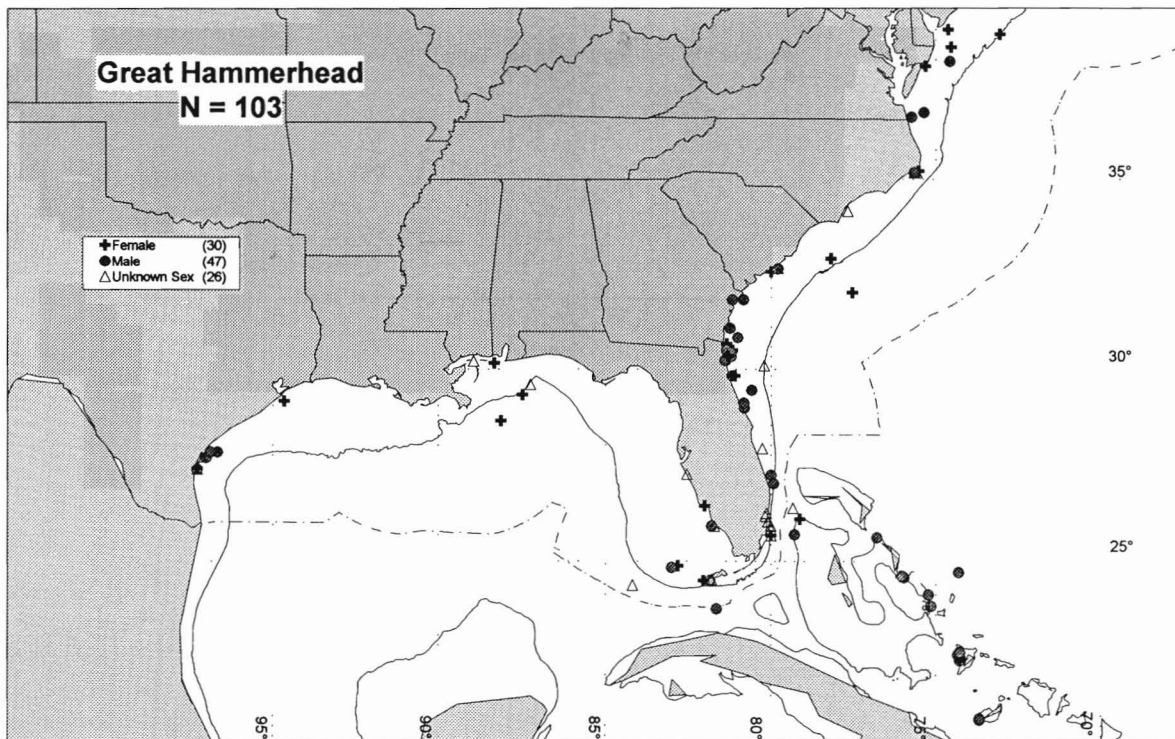 Great Hammerhead
N = 103
Female (30)
Male (47)
Unknown Sex (26)
35°
30°
25°
95°
90°
85°
80°
75°
70°